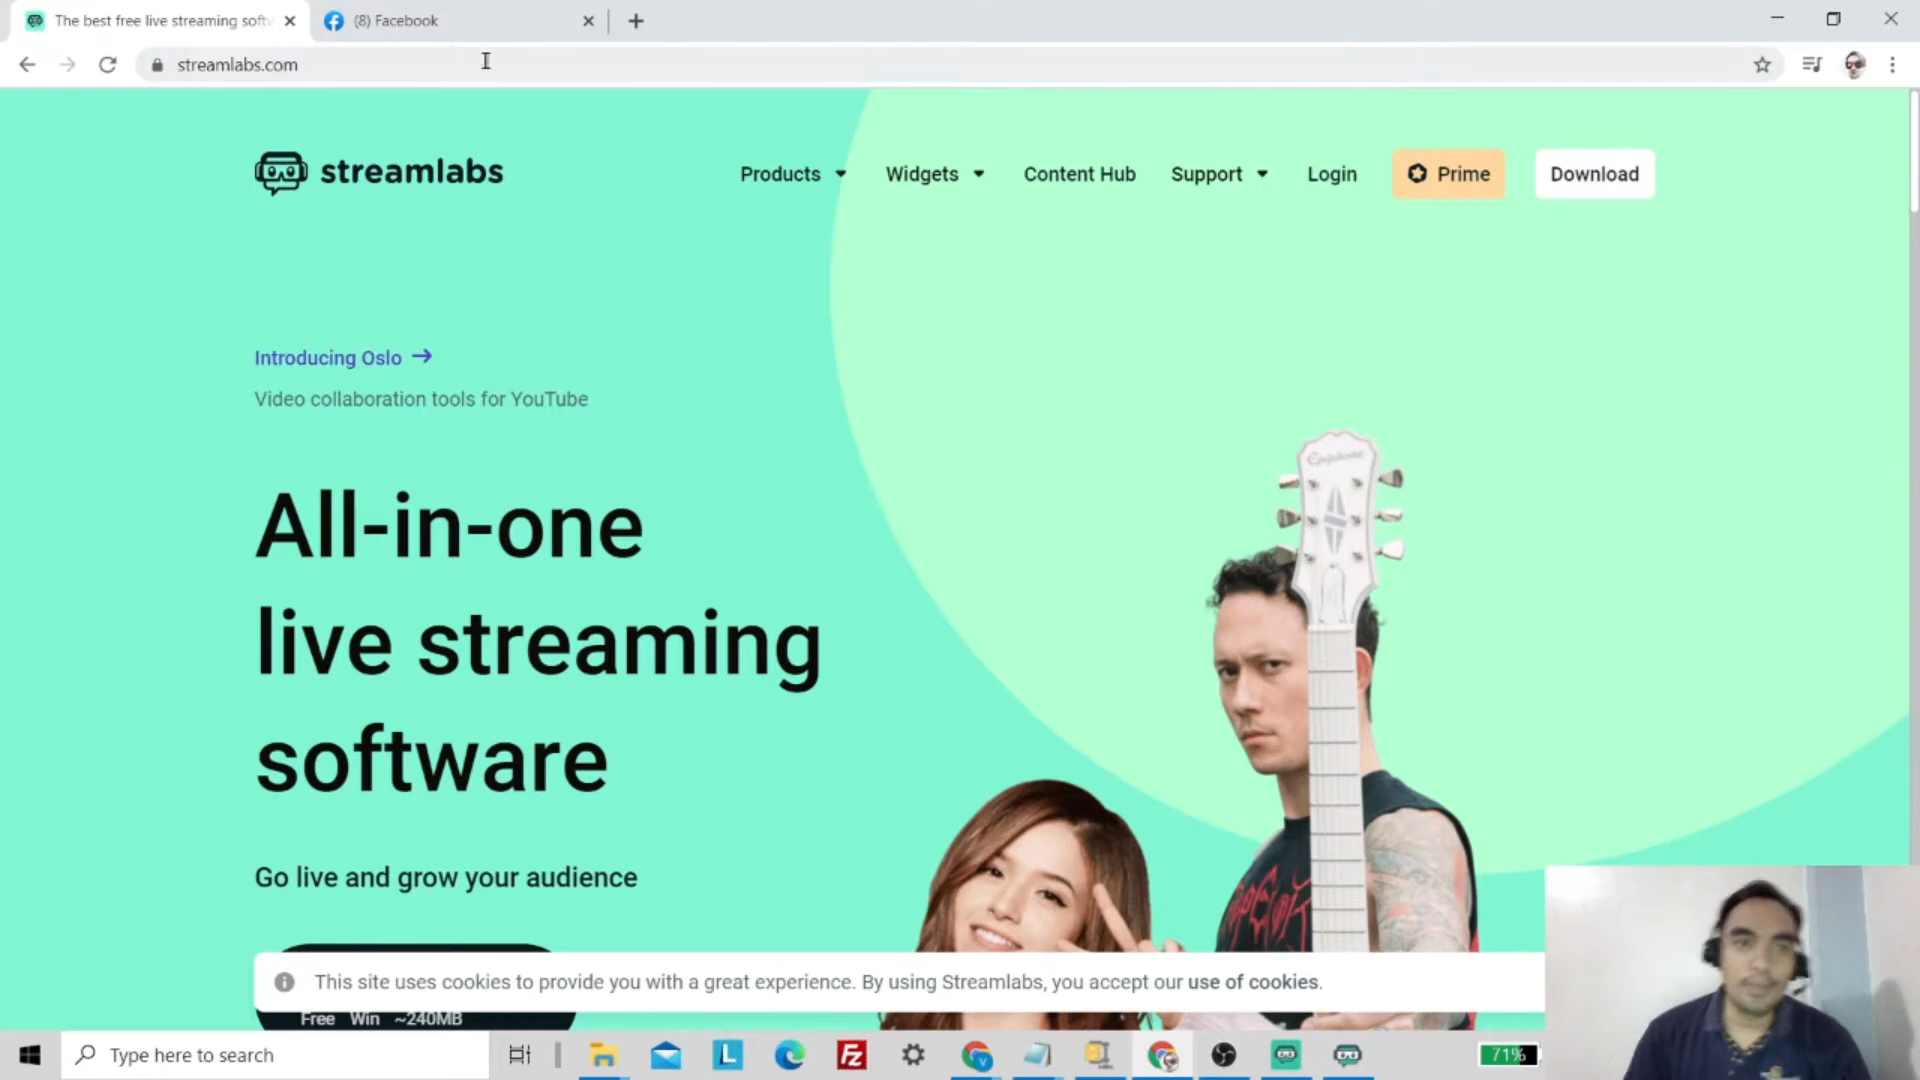 The best free live streaming softw
(8) Facebook
streamlabs.com
streamlabs
Products
Widgets
Content Hub
Support
Login
Prime
Download
Introducing Oslo →
Video collaboration tools for YouTube
Epiphone
All-in-one
live streaming
software
Go live and grow your audience
This site uses cookies to provide you with a great experience. By using Streamlabs, you accept our use of cookies.
Free Win ~240MB
Type here to search
L
FZ
V
71%